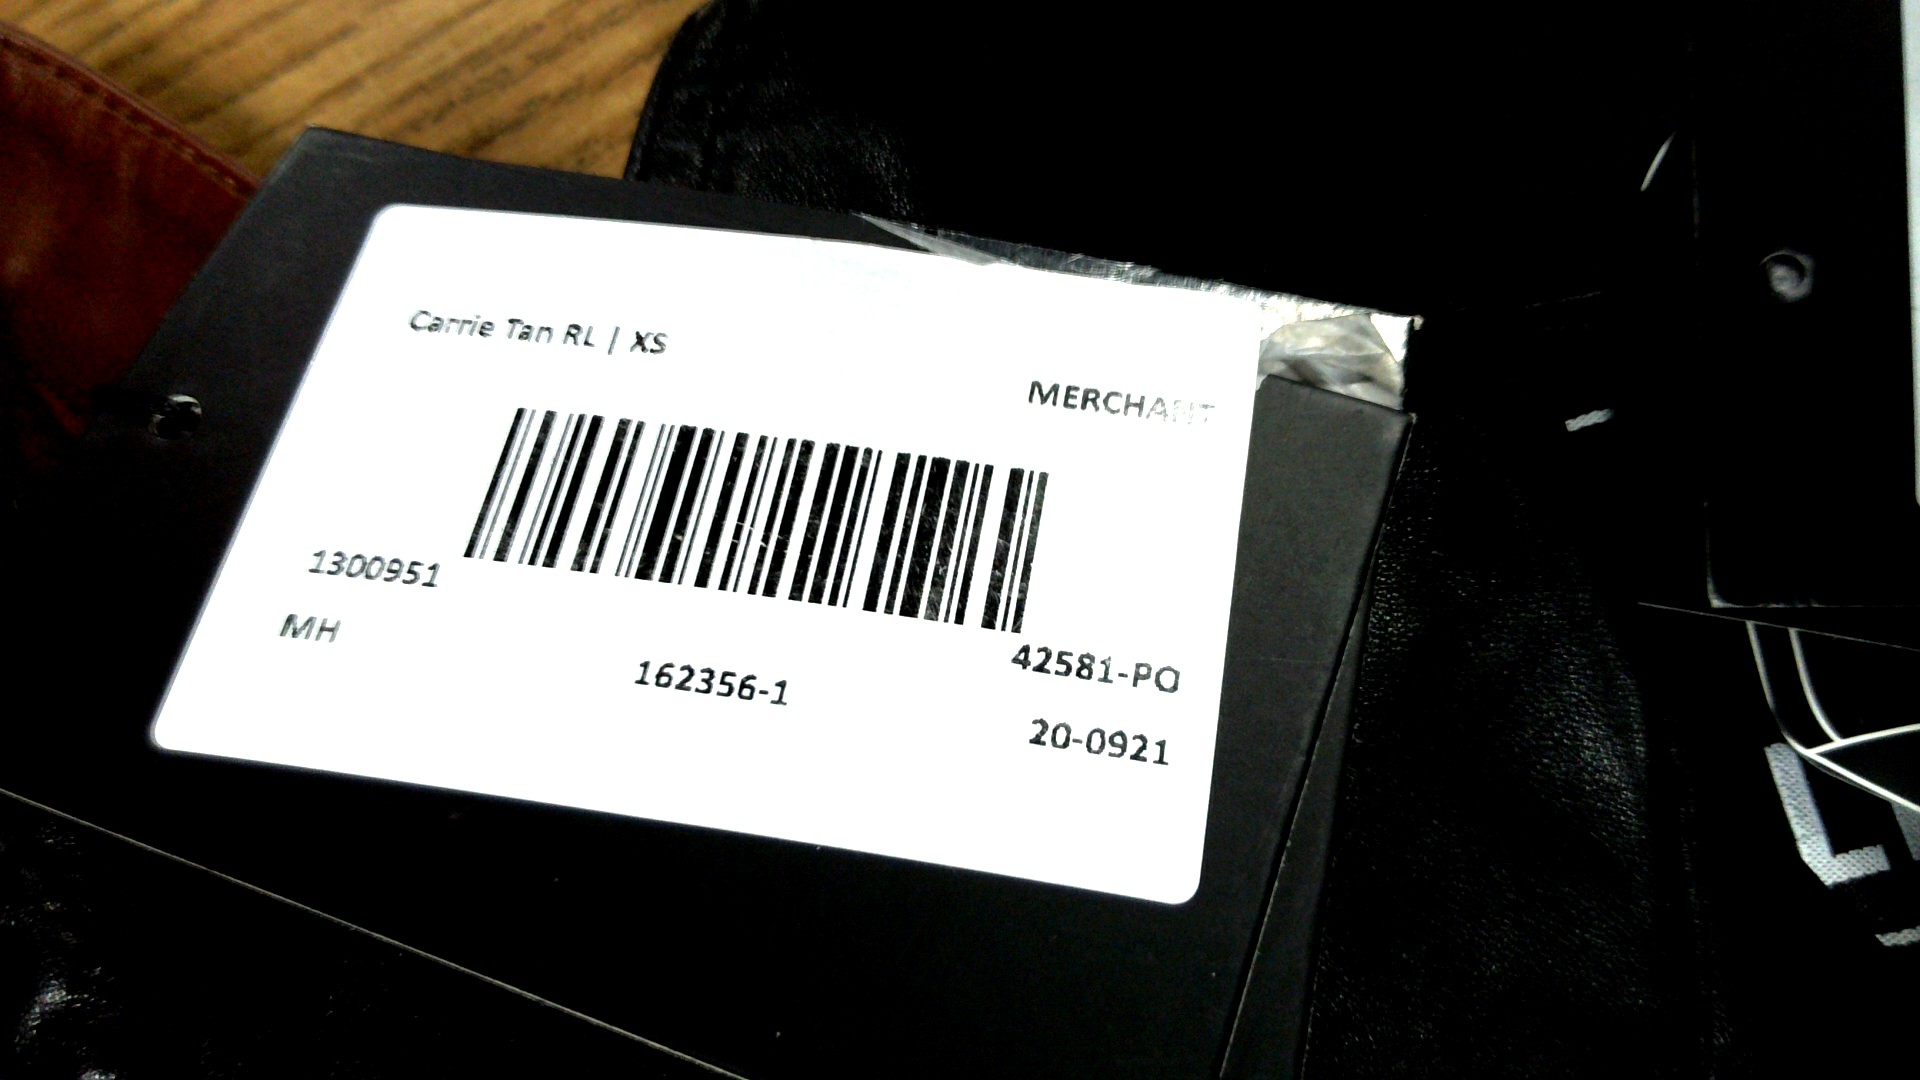 Carrie Tan RL | XS
MERCHANT
1300951
MH
162356-1
42581-PO
20-0921